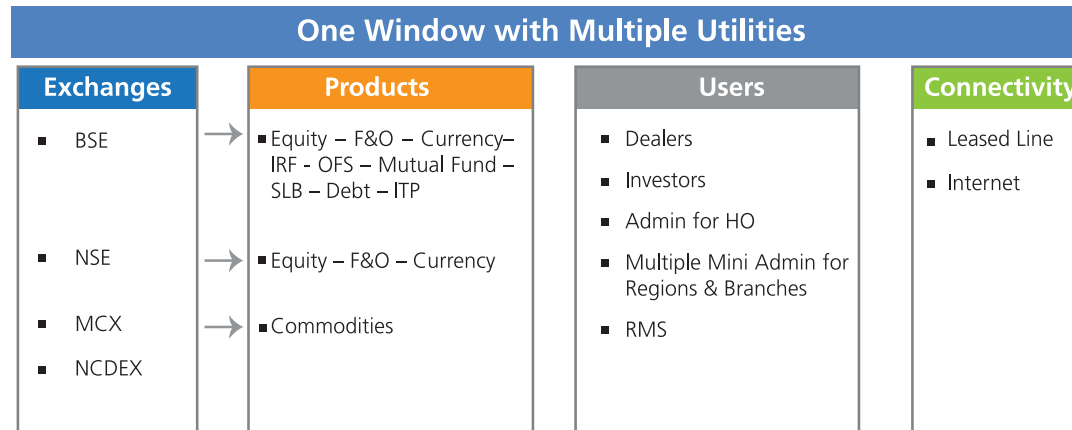 One Window with Multiple Utilities
Exchanges
▪ BSE
▪ NSE
▪ MCX
▪ NCDEX
Products
▪ Equity – F&O – Currency–
IRF - OFS – Mutual Fund –
SLB – Debt – ITP
▪ Equity – F&O – Currency
▪ Commodities
Users
▪ Dealers
▪ Investors
▪ Admin for HO
▪ Multiple Mini Admin for
Regions & Branches
▪ RMS
Connectivity
▪ Leased Line
▪ Internet